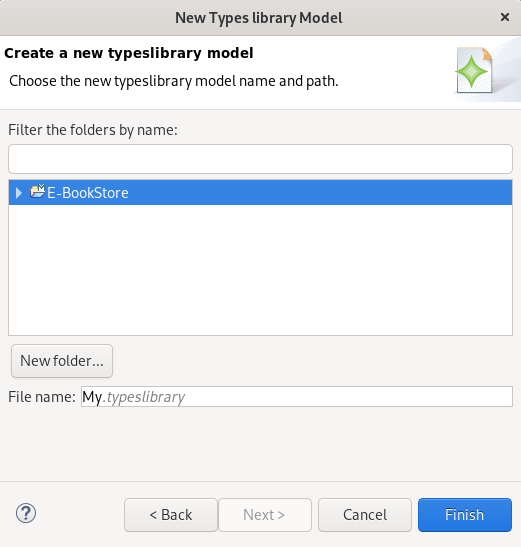 New Types library Model
Create a new typeslibrary model
Choose the new typeslibrary model name and path.
Filter the folders by name:
E-BookStore
New folder...
File name: My.typeslibrary
< Back Next > Cancel Finish